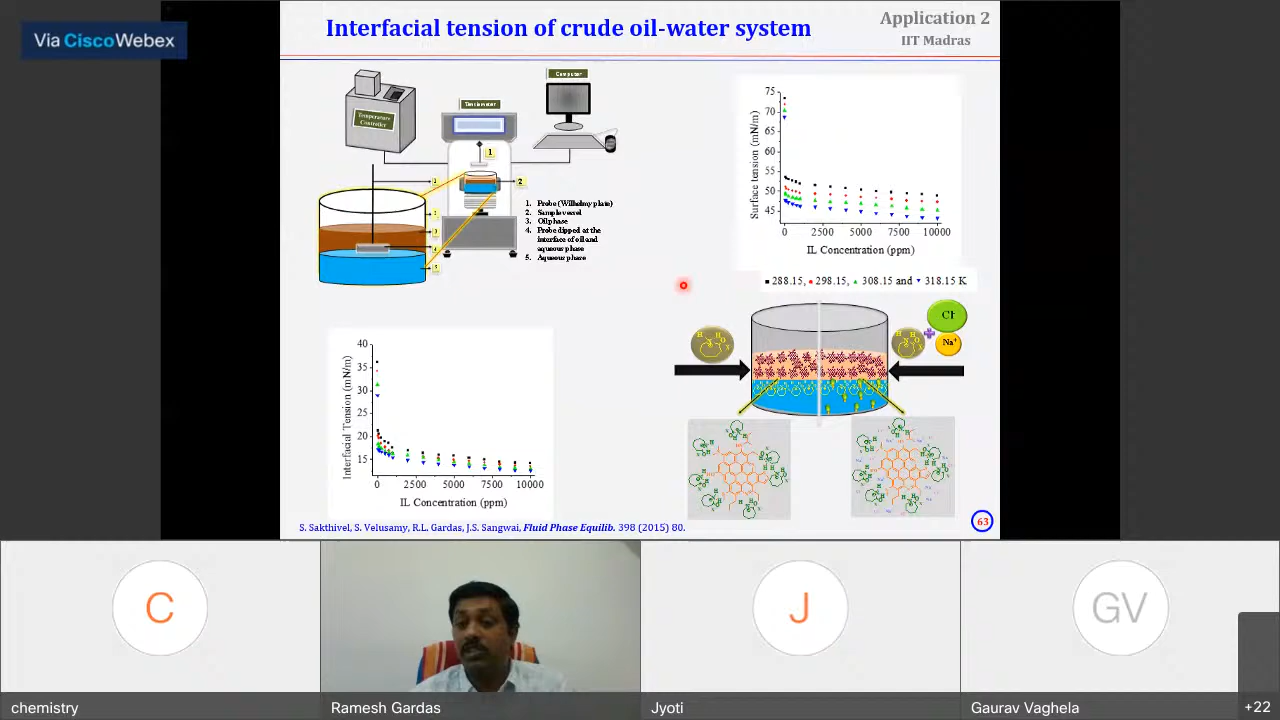 Via Cisco Webex
Interfacial tension of crude oil-water system
Application 2
IIT Madras
Computer
Tensiometer
Temperature
Controller
1
2
1. Probe (Wilhelmy plate)
2. Sample vessel
3. Oil phase
4. Probe dipped at the
interface of oil and
aqueous phase
5. Aqueous phase
3
4
5
Surface tension (mN/m)
75
70
65
60
55
50
45
0 2500 5000 7500 10000
IL Concentration (ppm)
288.15, 298.15, 308.15 and 318.15 K
Interfacial Tension (mN/m)
40
35
30
25
20
15
0 2500 5000 7500 10000
IL Concentration (ppm)
Na⁺
S. Sakthivel, S. Velusamy, R.L. Gardas, J.S. Sangwai, Fluid Phase Equilib. 398 (2015) 80.
63
C
J
GV
chemistry
Ramesh Gardas
Jyoti
Gaurav Vaghela
+22